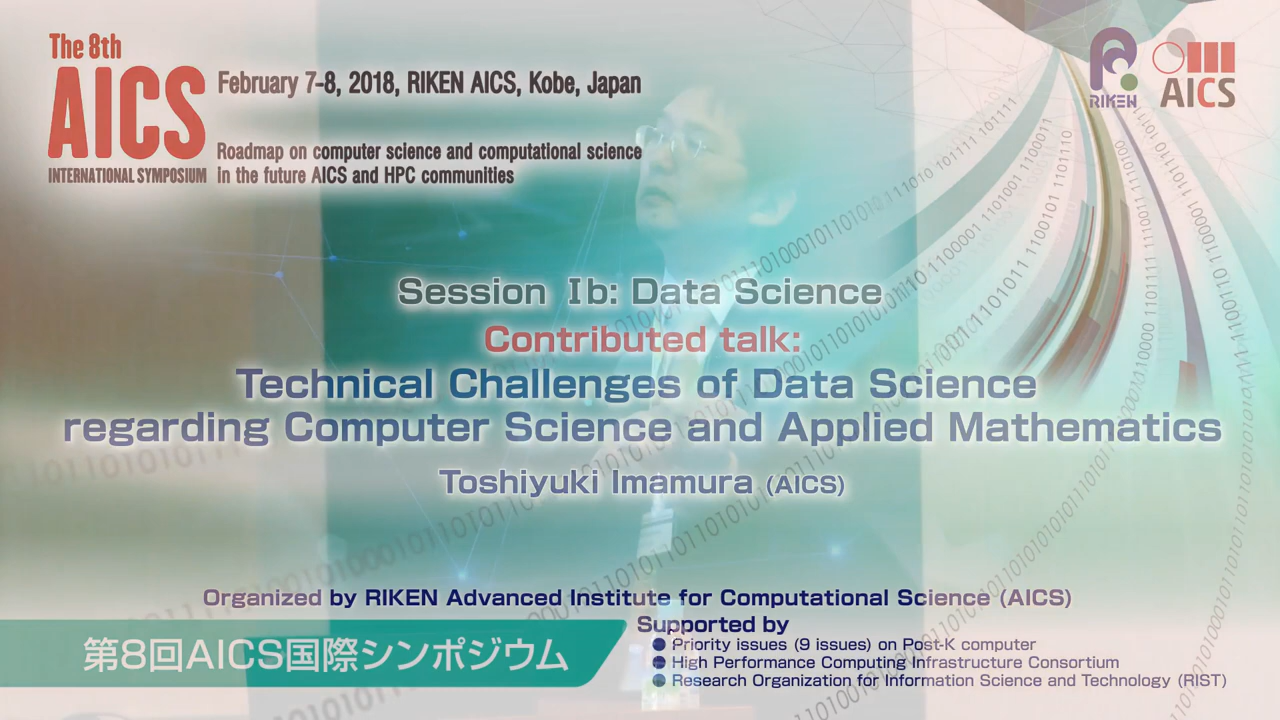 The 8th
AICS
INTERNATIONAL SYMPOSIUM
February 7-8, 2018, RIKEN AICS, Kobe, Japan
Roadmap on computer science and computational science
in the future AICS and HPC communities
RIKEN
AICS
Session Ib: Data Science
Contributed talk:
Technical Challenges of Data Science
regarding Computer Science and Applied Mathematics
Toshiyuki Imamura (AICS)
Organized by RIKEN Advanced Institute for Computational Science (AICS)
Supported by
● Priority issues (9 issues) on Post-K computer
● High Performance Computing Infrastructure Consortium
● Research Organization for Information Science and Technology (RIST)
第8回AICS国際シンポジウム